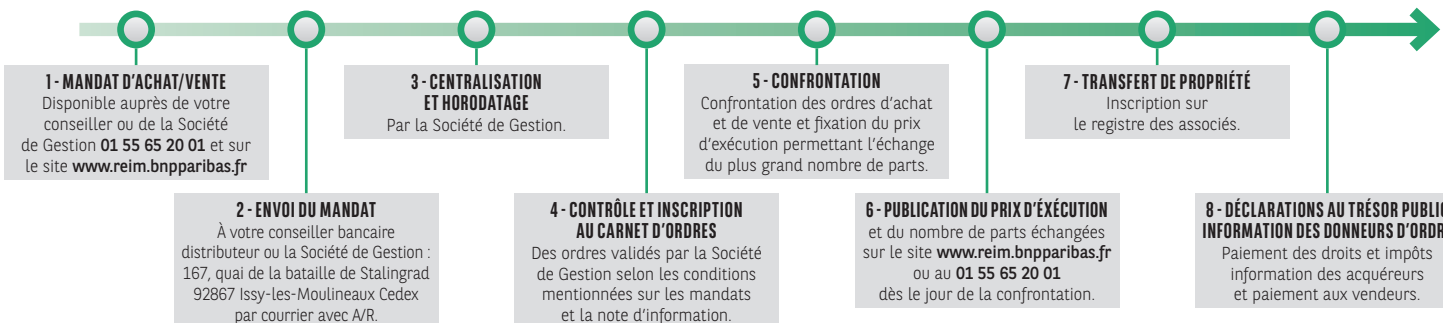 1 - MANDAT D'ACHAT/VENTE
Disponible auprès de votre
conseiller ou de la Société
de Gestion 01 55 65 20 01 et sur
le site www.reim.bnpparibas.fr
2 - ENVOI DU MANDAT
À votre conseiller bancaire
distributeur ou la Société de Gestion :
167, quai de la bataille de Stalingrad
92867 Issy-les-Moulineaux Cedex
par courrier avec A/R.
3 - CENTRALISATION
ET HORODATAGE
Par la Société de Gestion.
4 - CONTRÔLE ET INSCRIPTION
AU CARNET D'ORDRES
Des ordres validés par la Société
de Gestion selon les conditions
mentionnées sur les mandats
et la note d'information.
5 - CONFRONTATION
Confrontation des ordres d'achat
et de vente et fixation du prix
d'exécution permettant l'échange
du plus grand nombre de parts.
6 - PUBLICATION DU PRIX D'ÉXÉCUTION
et du nombre de parts échangées
sur le site www.reim.bnpparibas.fr
ou au 01 55 65 20 01
dès le jour de la confrontation.
7 - TRANSFERT DE PROPRIÉTÉ
Inscription sur
le registre des associés.
8 - DÉCLARATIONS AU TRÉSOR PUBLIC
INFORMATION DES DONNEURS D'ORDR
Paiement des droits et impôts
information des acquéreurs
et paiement aux vendeurs.